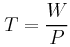 T = W/P